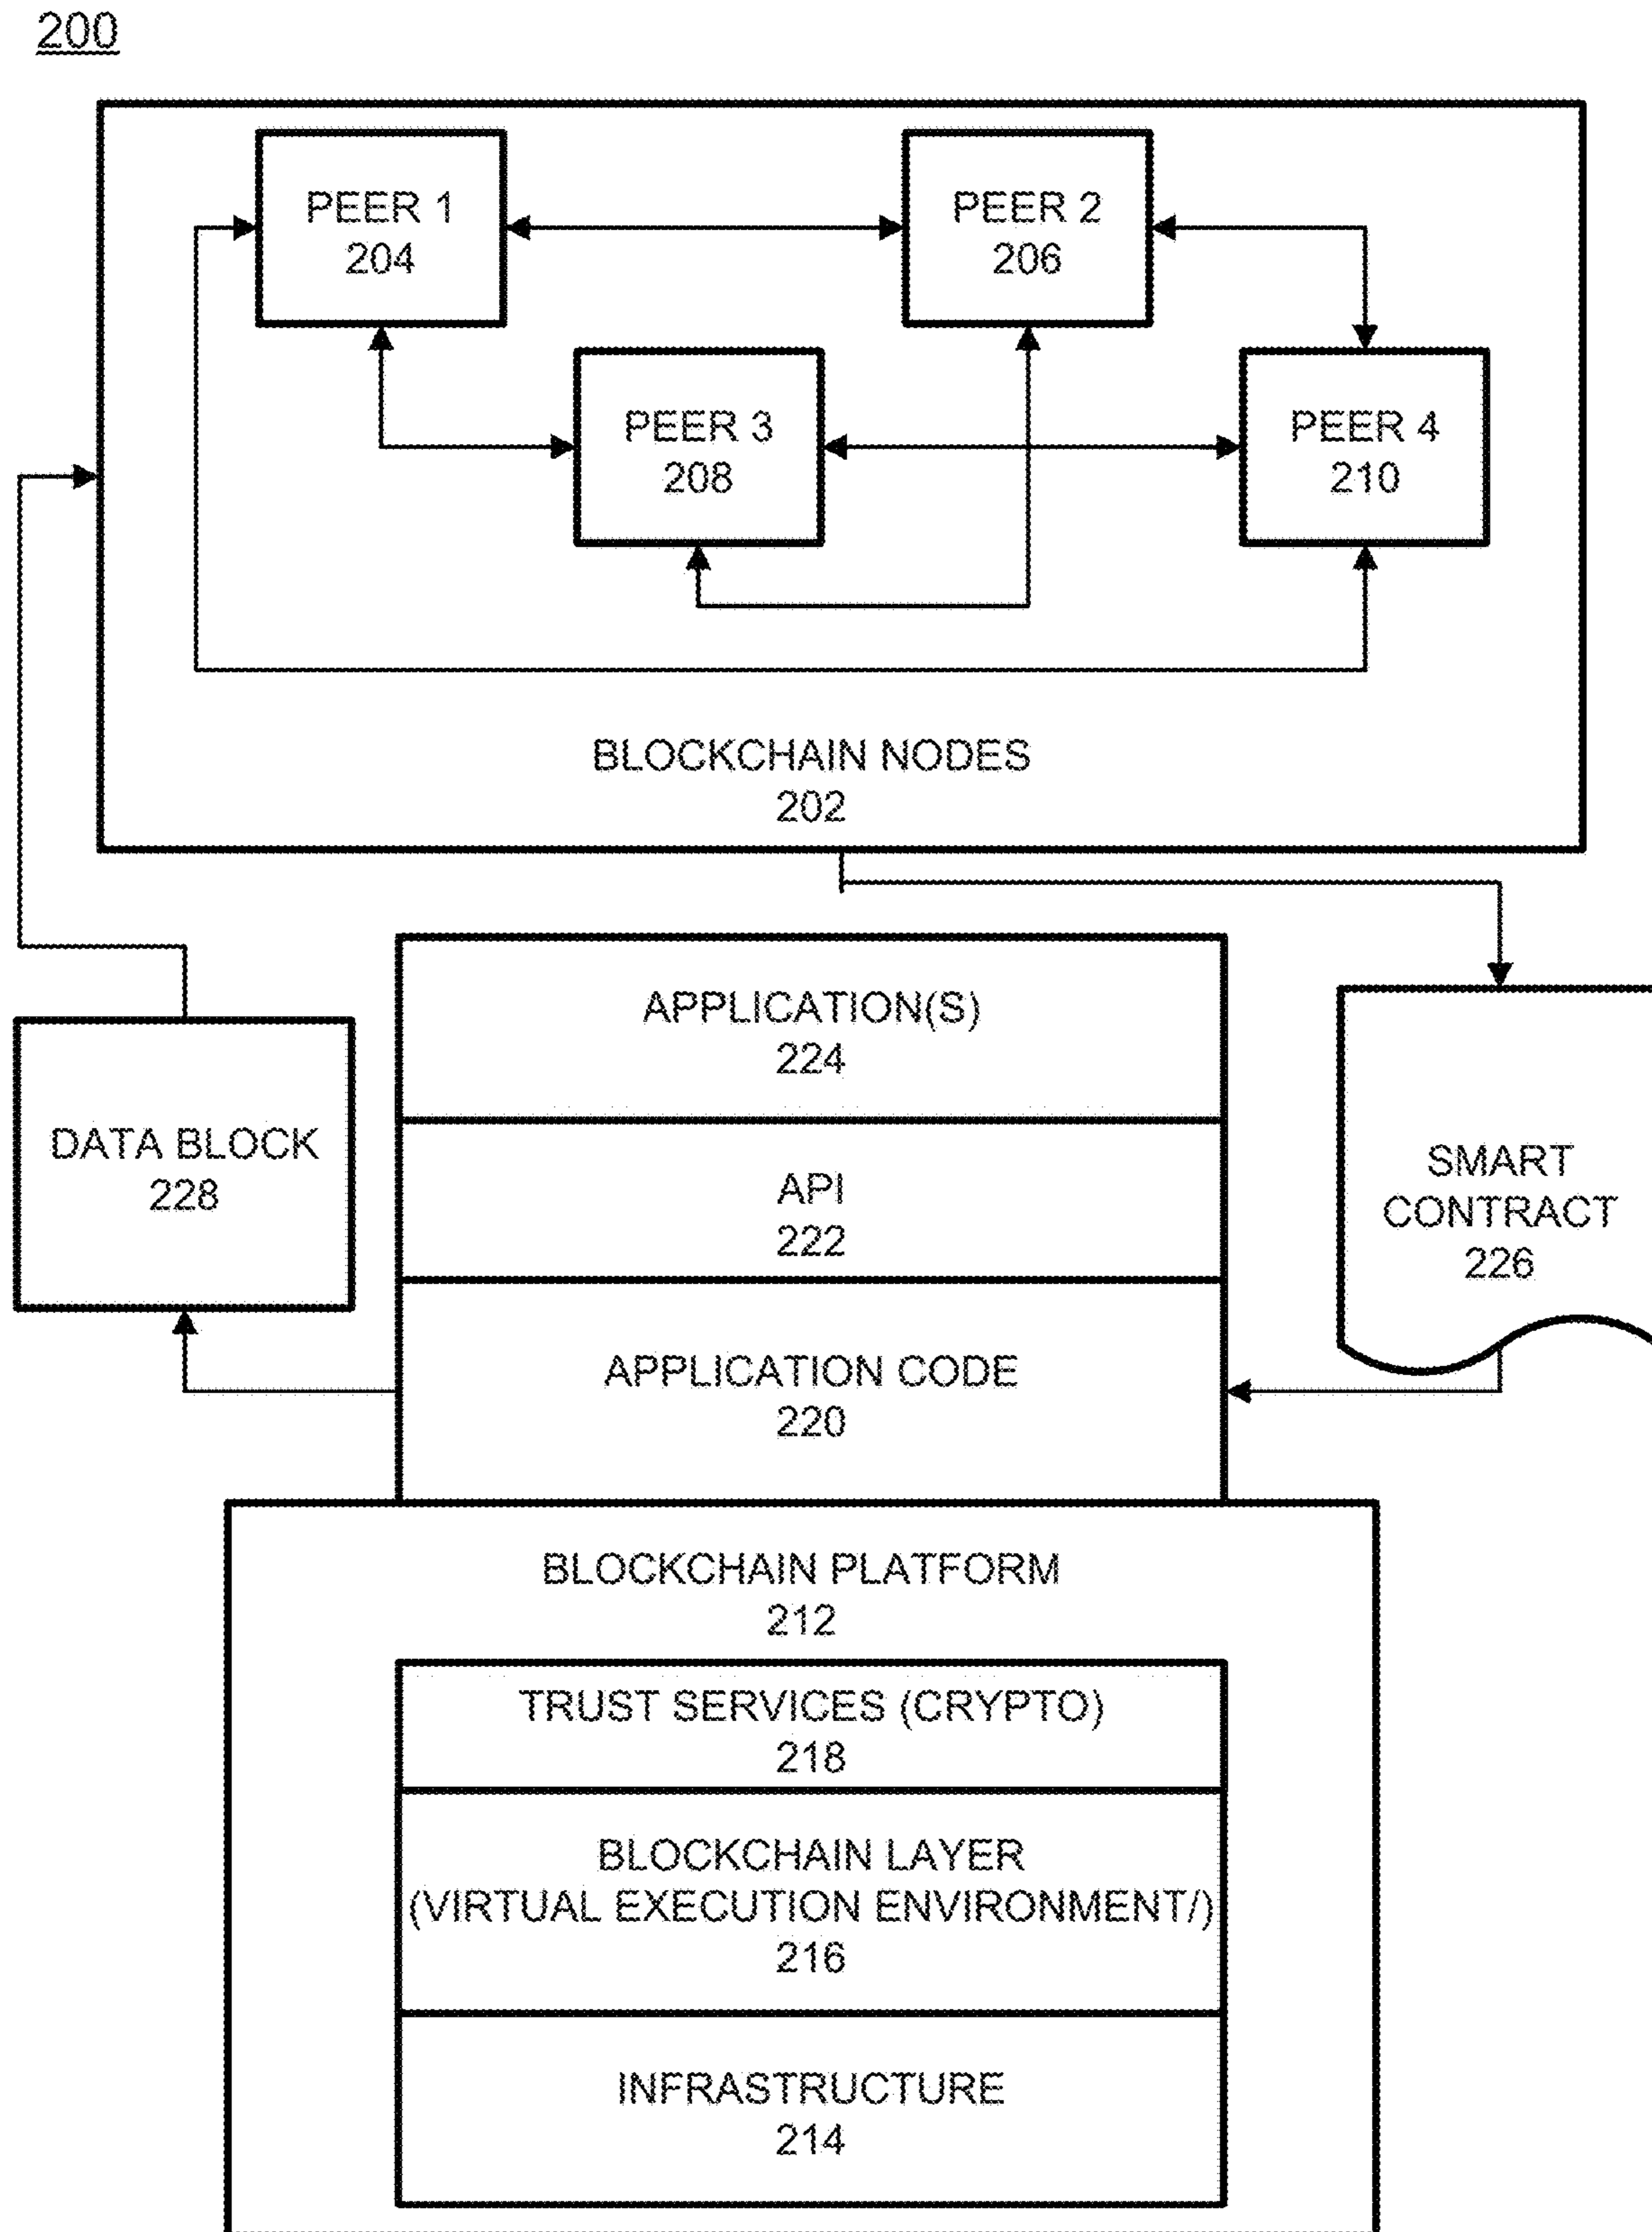 200
PEER 1
204
PEER 2
206
PEER 3
208
PEER 4
210
BLOCKCHAIN NODES
202
APPLICATION(S)
224
DATA BLOCK
228
API
222
SMART
CONTRACT
226
APPLICATION CODE
220
BLOCKCHAIN PLATFORM
212
TRUST SERVICES (CRYPTO)
218
BLOCKCHAIN LAYER
(VIRTUAL EXECUTION ENVIRONMENT/)
216
INFRASTRUCTURE
214